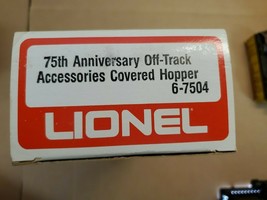 75th Anniversary Off-Track
Accessories Covered Hopper
6-7504
LIONEL